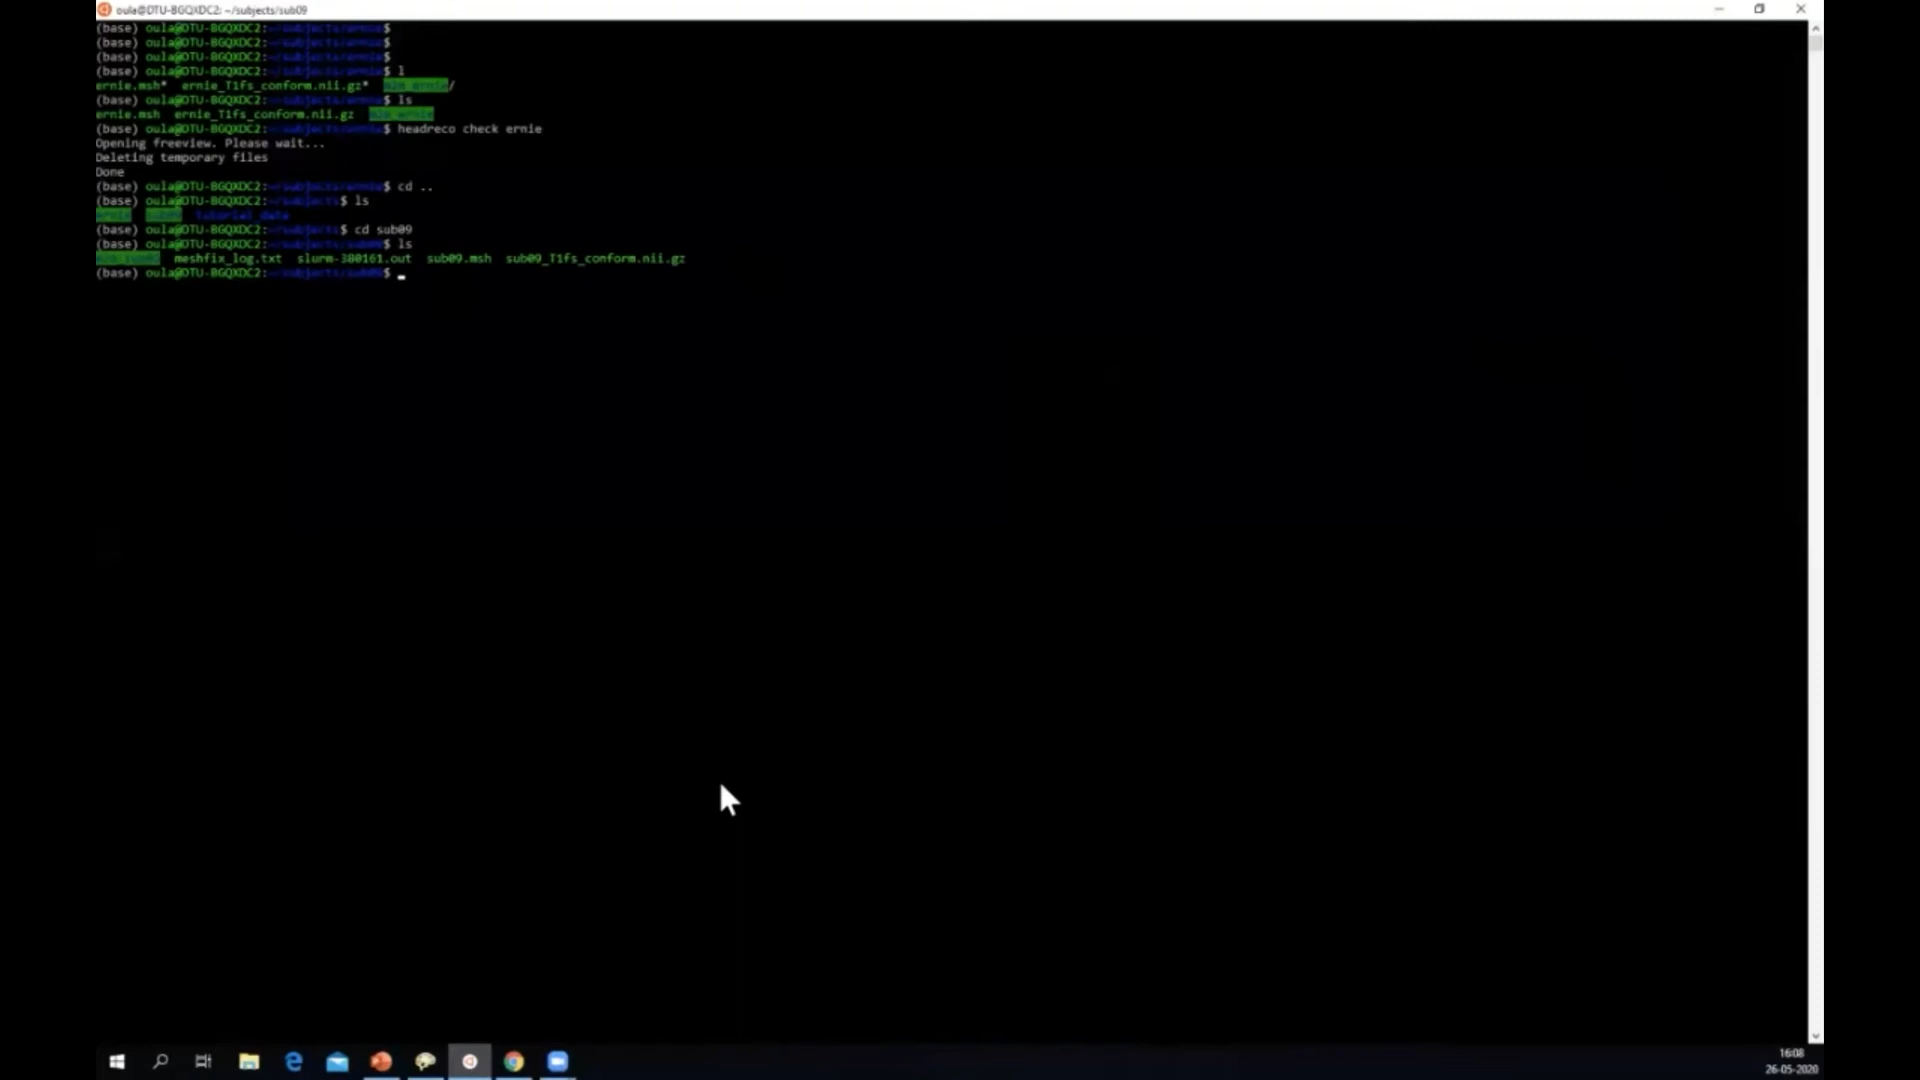 oula@DTU-BGQXDC2: ~/subjects/sub09
(base) oula@DTU-BGQXDC2:~/subjects/ernie$
(base) oula@DTU-BGQXDC2:~/subjects/ernie$
(base) oula@DTU-BGQXDC2:~/subjects/ernie$
(base) oula@DTU-BGQXDC2:~/subjects/ernie$ l
ernie.msh* ernie_T1fs_conform.nii.gz* m2m_ernie/
(base) oula@DTU-BGQXDC2:~/subjects/ernie$ ls
ernie.msh ernie_T1fs_conform.nii.gz m2m_ernie
(base) oula@DTU-BGQXDC2:~/subjects/ernie$ headreco check ernie
Opening freeview. Please wait...
Deleting temporary files
Done
(base) oula@DTU-BGQXDC2:~/subjects/ernie$ cd ..
(base) oula@DTU-BGQXDC2:~/subjects$ ls
ernie sub09 tutorial_data
(base) oula@DTU-BGQXDC2:~/subjects$ cd sub09
(base) oula@DTU-BGQXDC2:~/subjects/sub09$ ls
m2m_sub09 meshfix_log.txt slurm-380161.out sub09.msh sub09_T1fs_conform.nii.gz
(base) oula@DTU-BGQXDC2:~/subjects/sub09$
16:08
26-05-2020